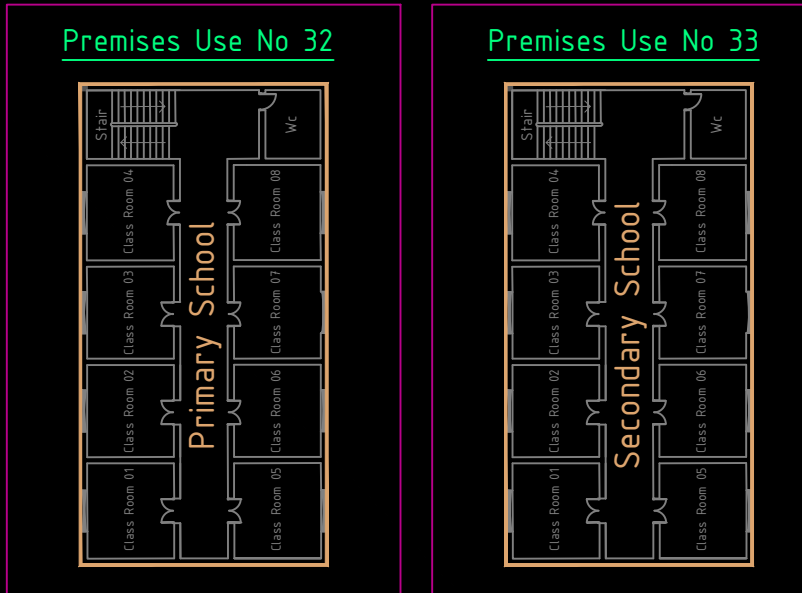 Premises Use No 32
Stair
Wc
Class Room 04
Class Room 08
Class Room 03
Class Room 07
Primary School
Class Room 02
Class Room 06
Class Room 01
Class Room 05
Premises Use No 33
Stair
Wc
Class Room 04
Class Room 08
Class Room 03
Class Room 07
Secondary School
Class Room 02
Class Room 06
Class Room 01
Class Room 05